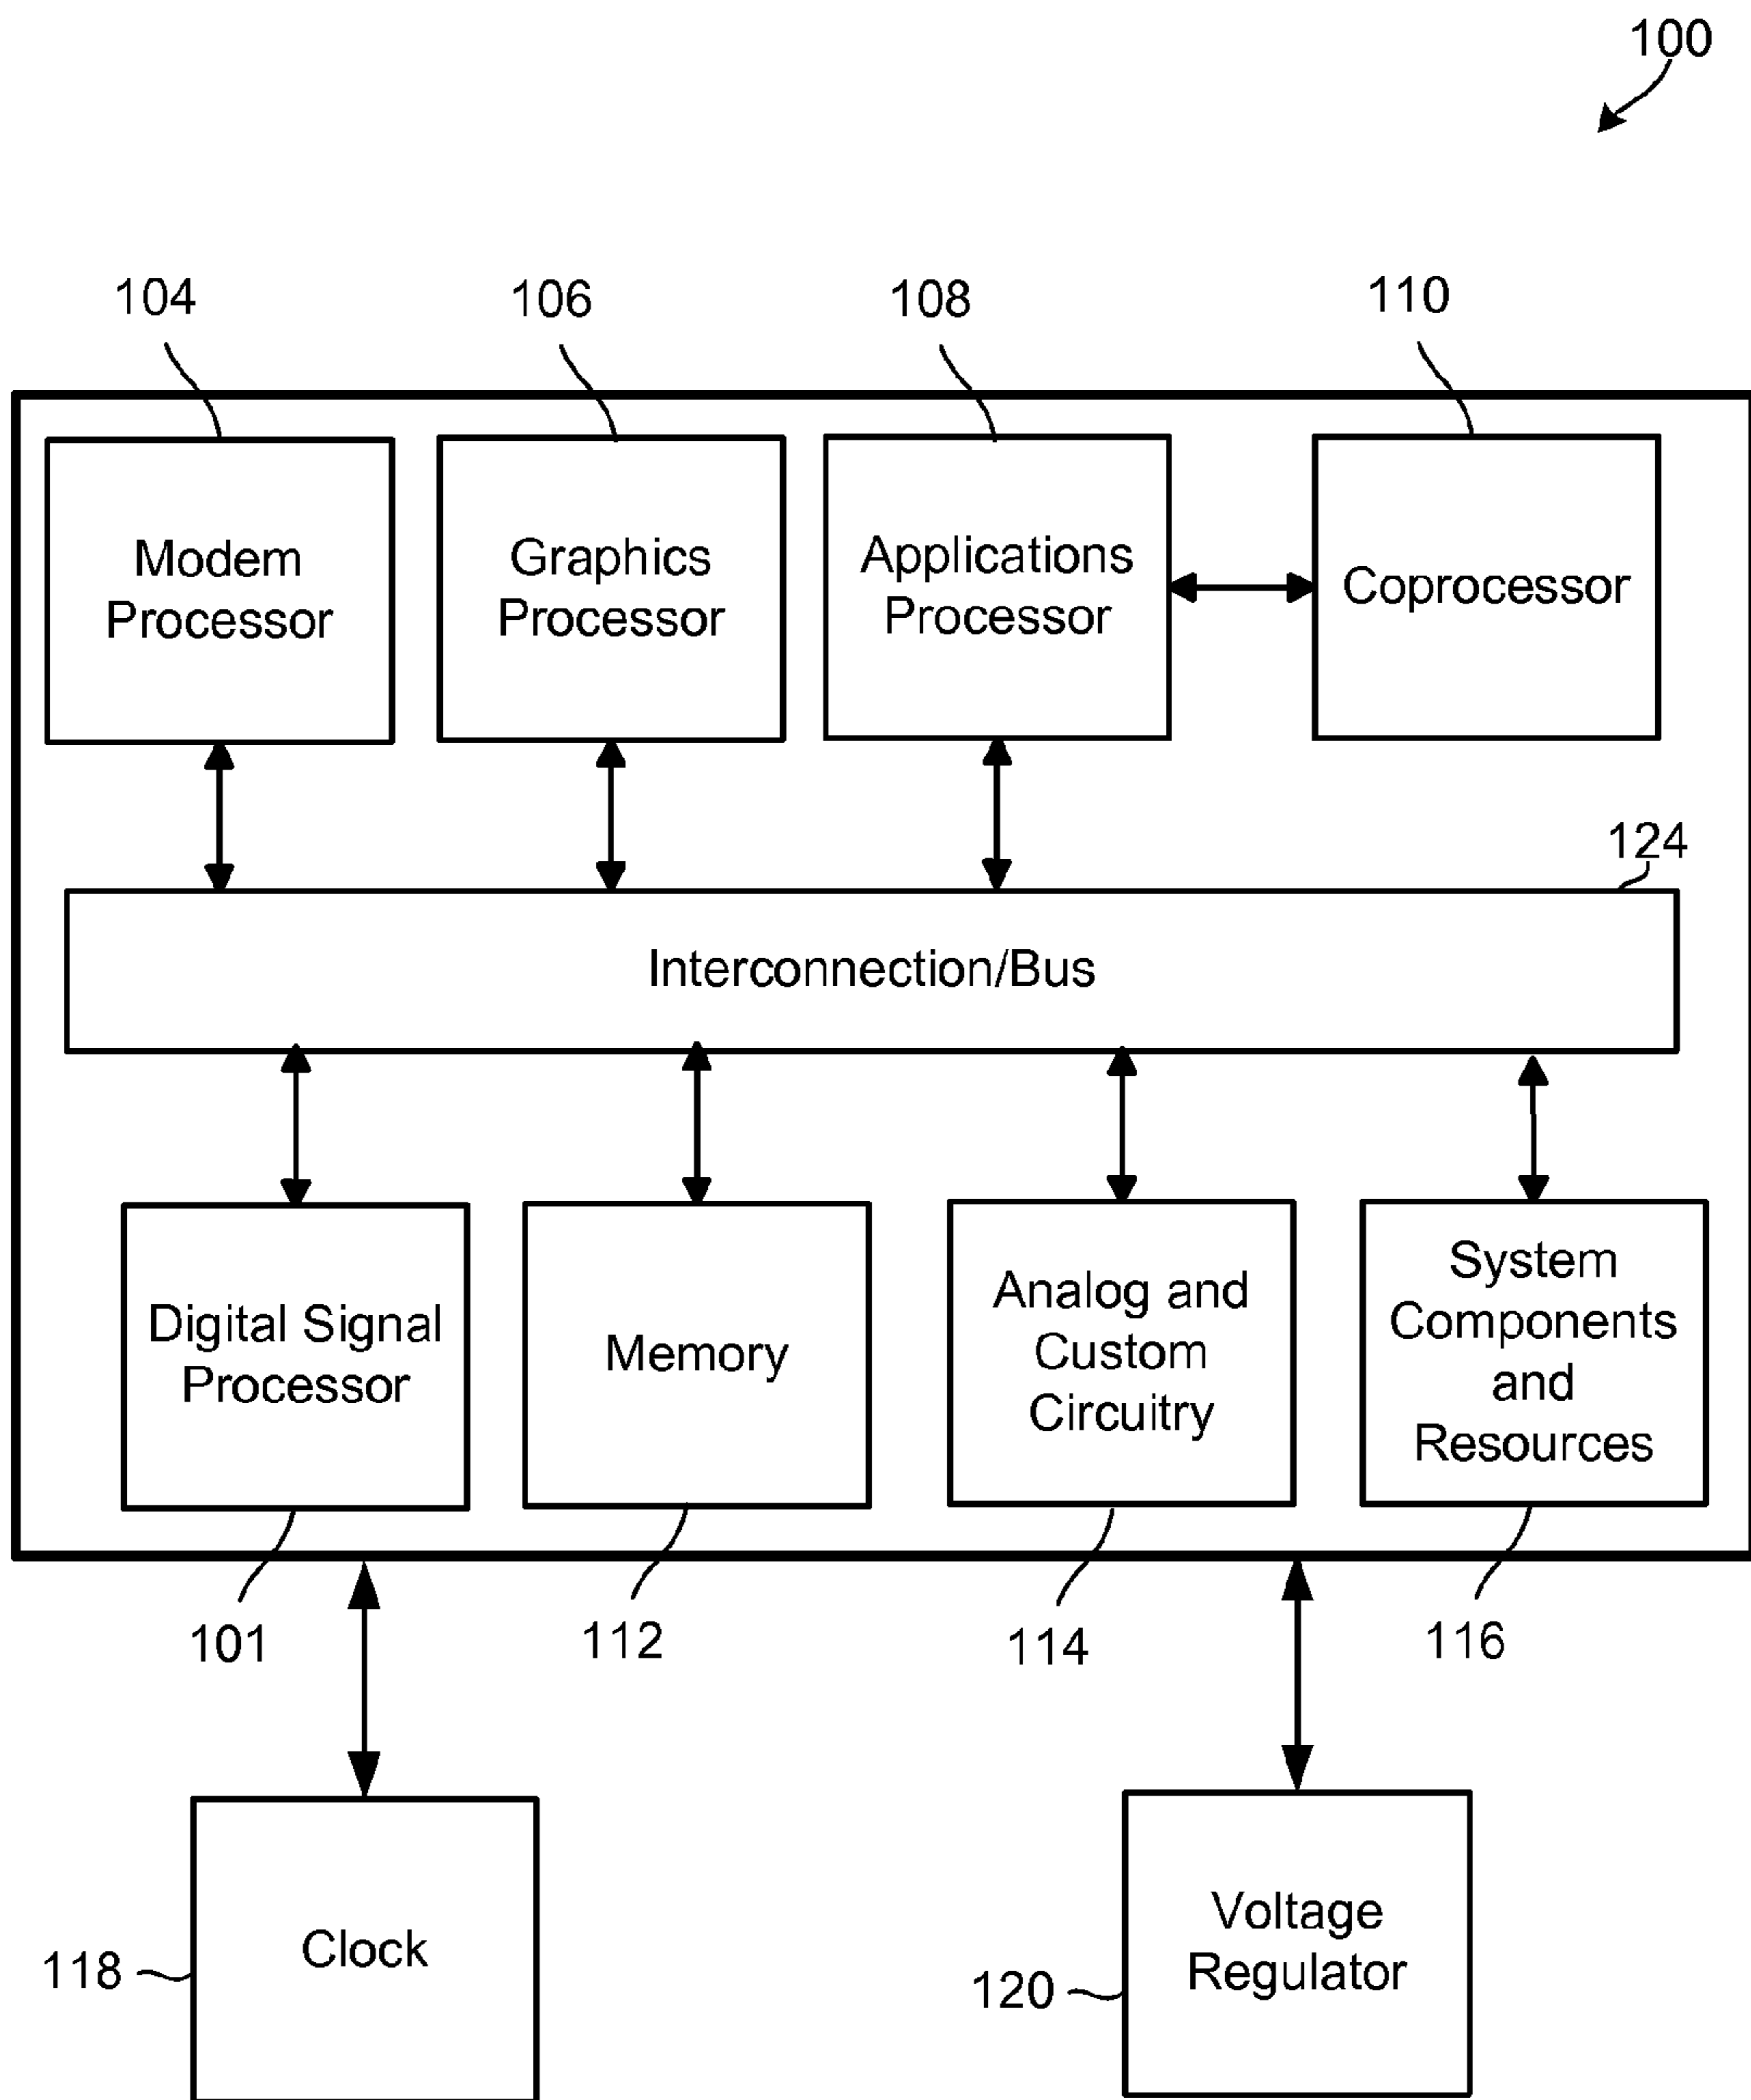 100
104
106
108
110
Modem
Processor
Graphics
Processor
Applications
Processor
Coprocessor
124
Interconnection/Bus
Digital Signal
Processor
Memory
Analog and
Custom
Circuitry
System
Components
and
Resources
101
112
114
116
Clock
118
Voltage
Regulator
120